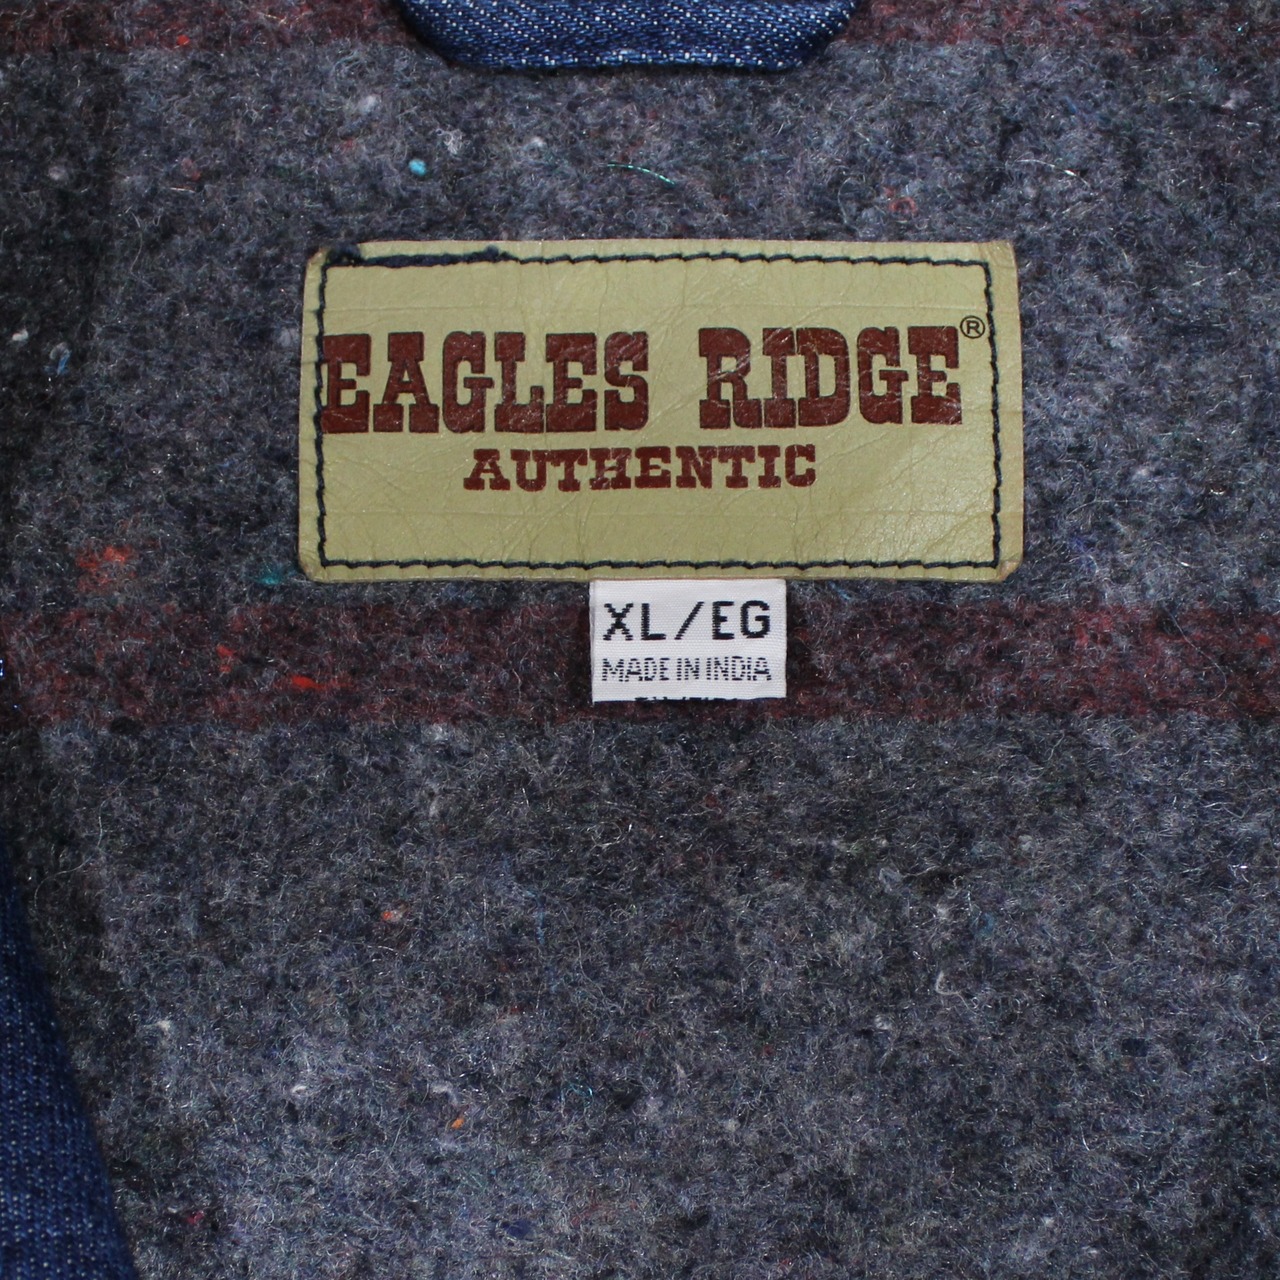 EAGLES RIDGE®
AUTHENTIC
XL/EG
MADE IN INDIA